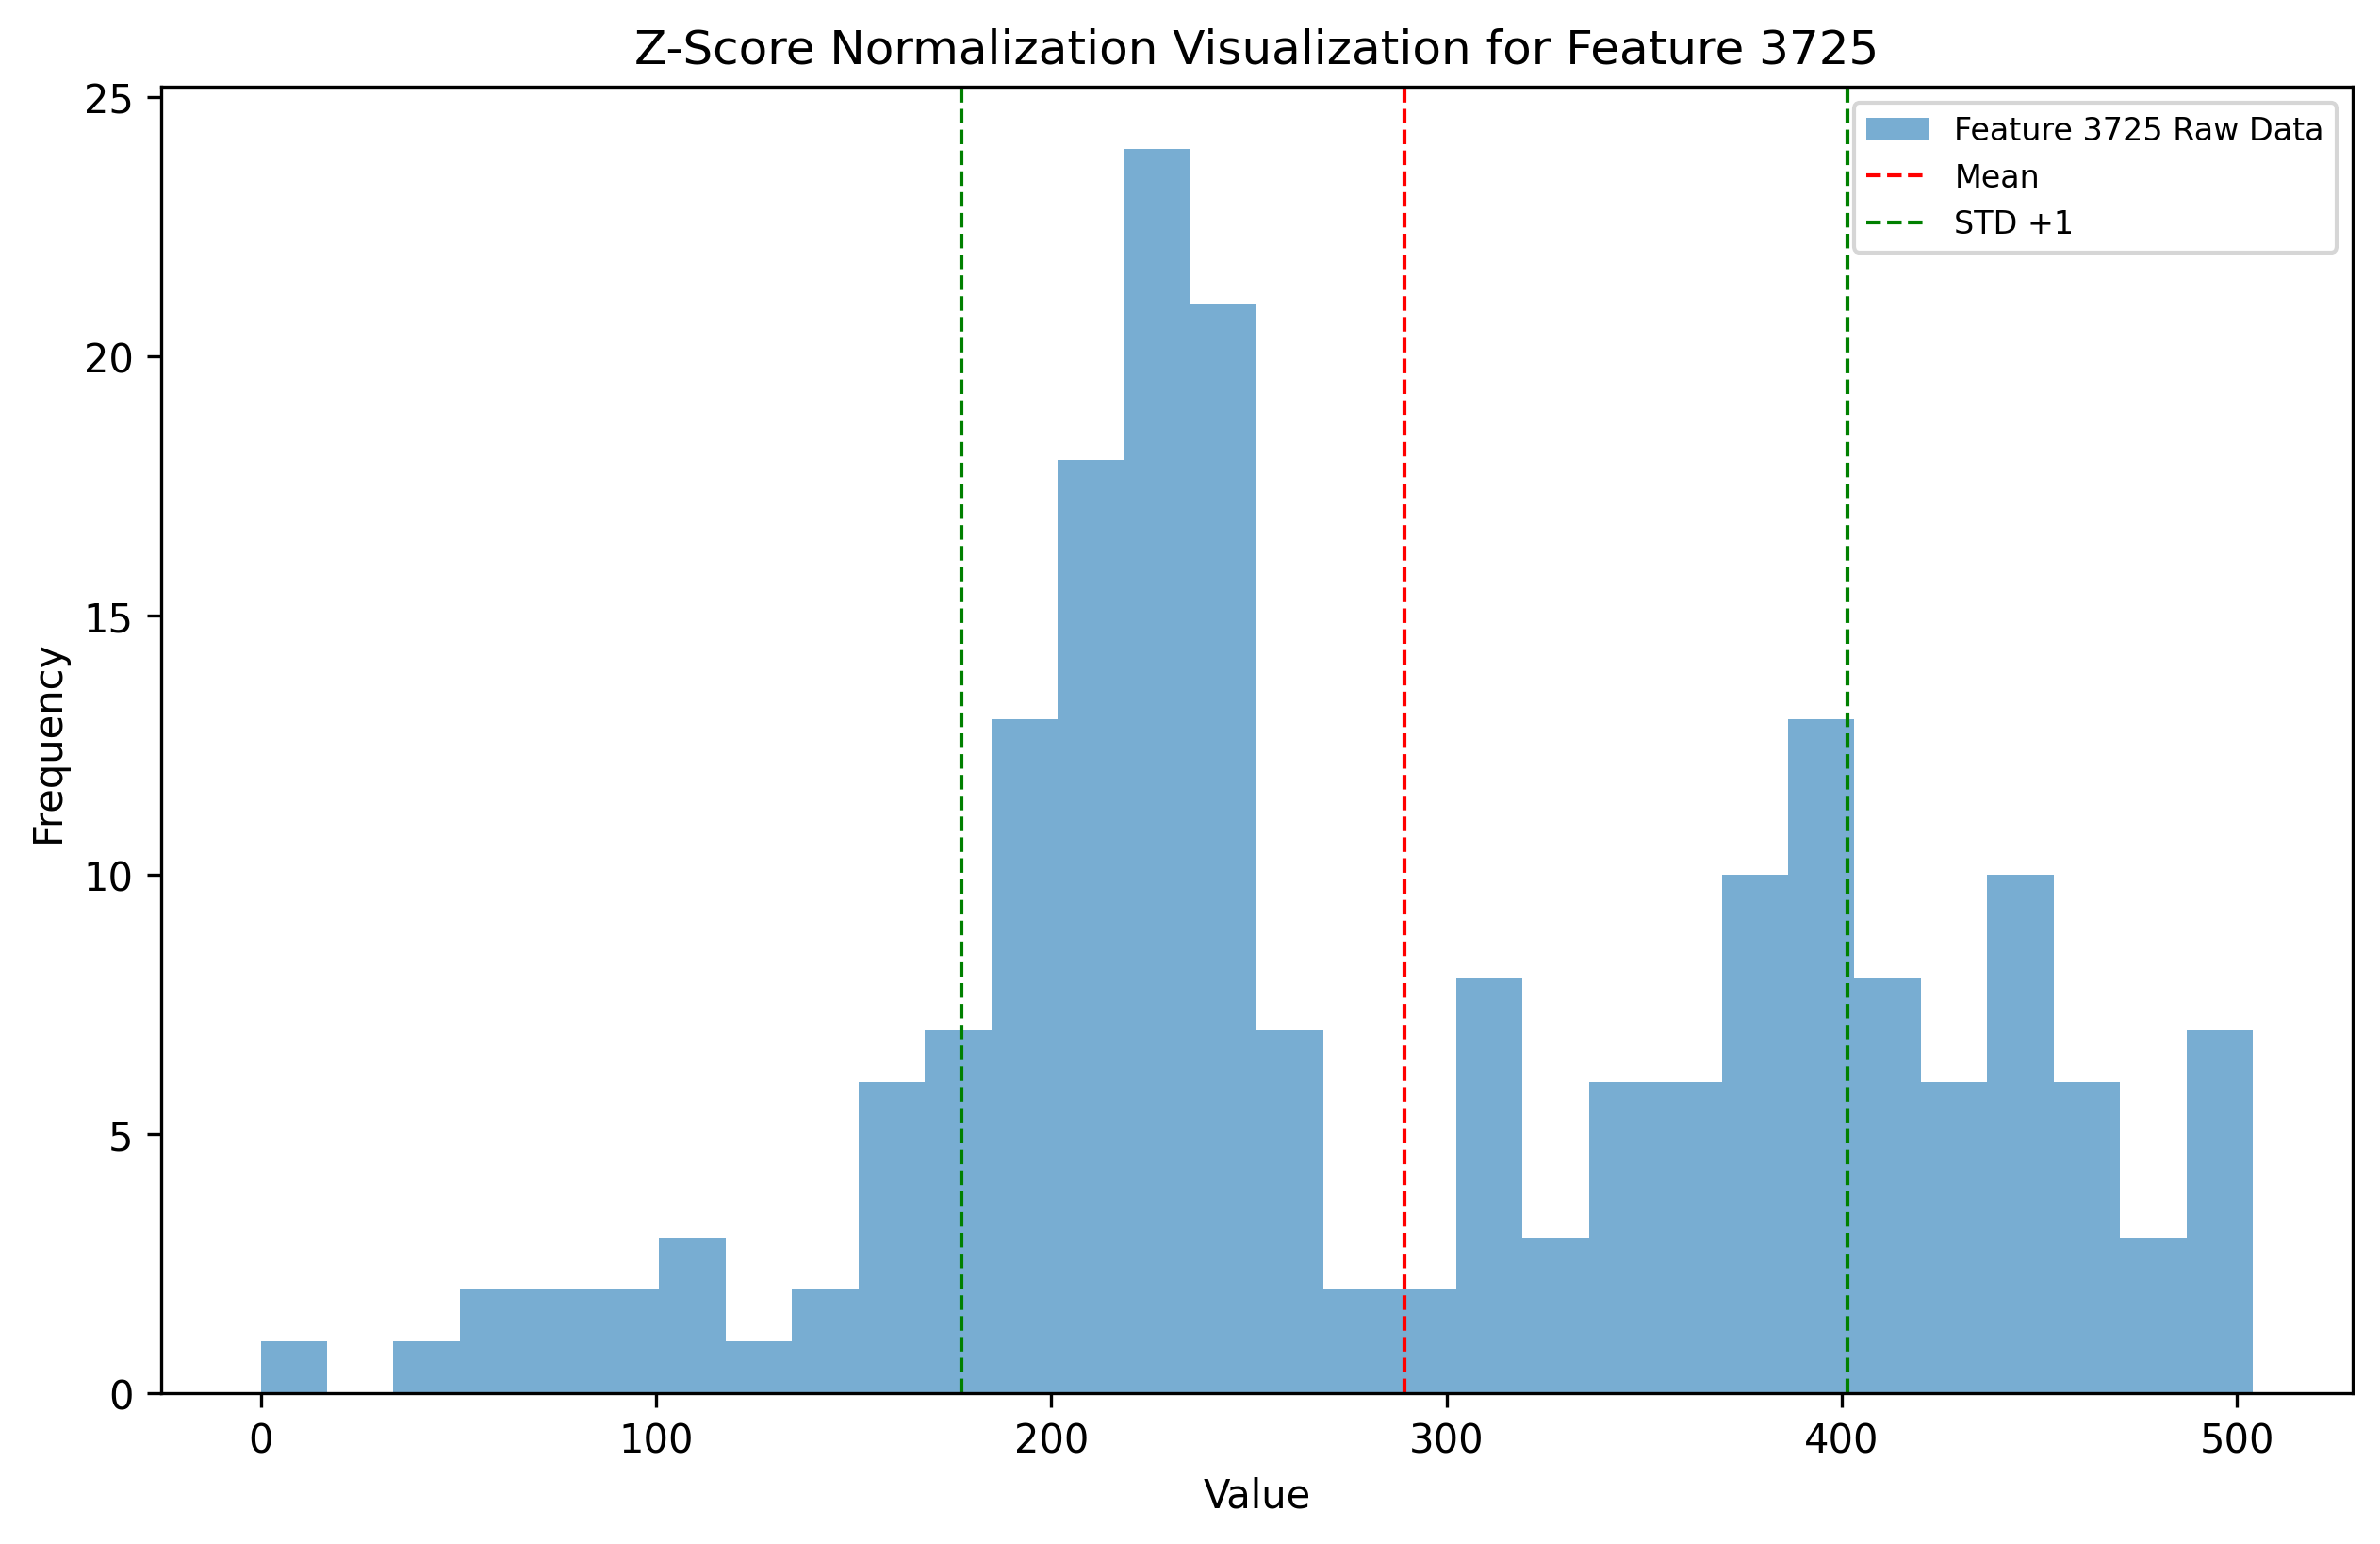 Z-Score Normalization Visualization for Feature 3725
25
20
15
10
5
0
Frequency
Feature 3725 Raw Data
Mean
STD +1
0 100 200 300 400 500
Value